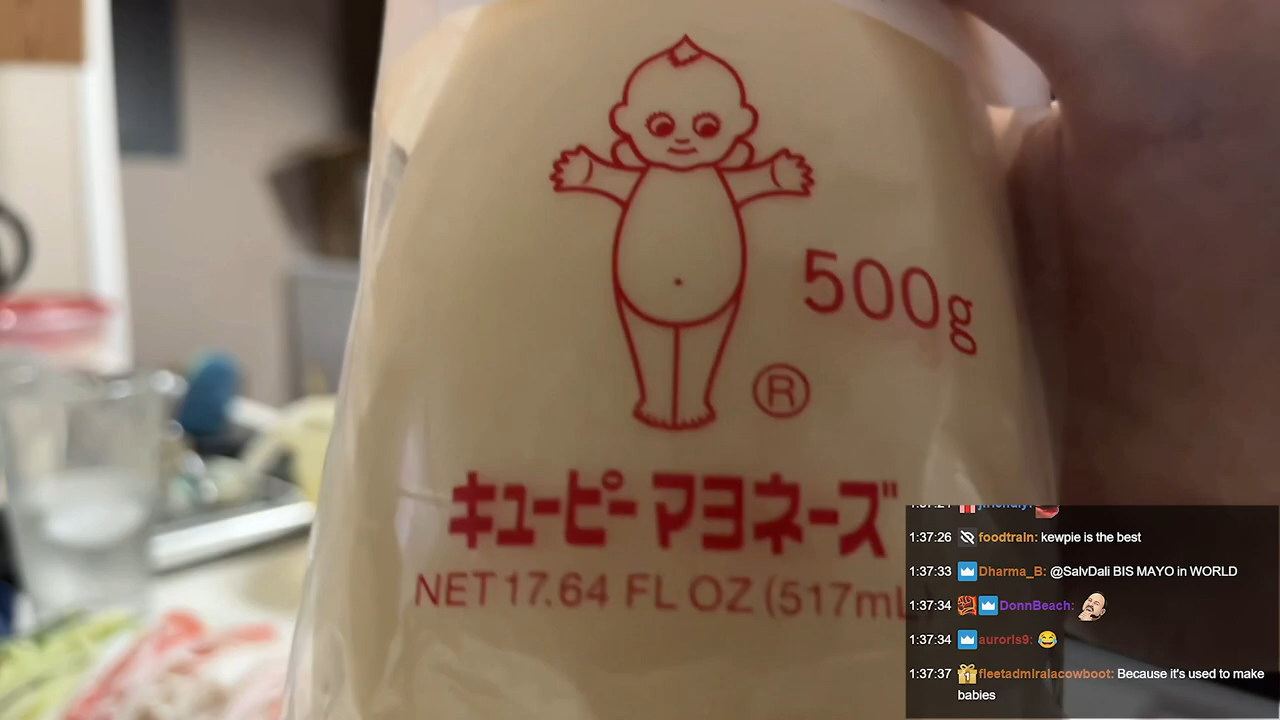 500g
®
キューピー マヨネーズ
NET 17.64 FL OZ (517mL
1:37:26 foodtrain: kewpie is the best
1:37:33 Dharma_B: @SalvDali BIS MAYO in WORLD
1:37:34 DonnBeach:
1:37:34 auroris9: 😂
1:37:37 fleetadmiralacowboot: Because it's used to make
babies